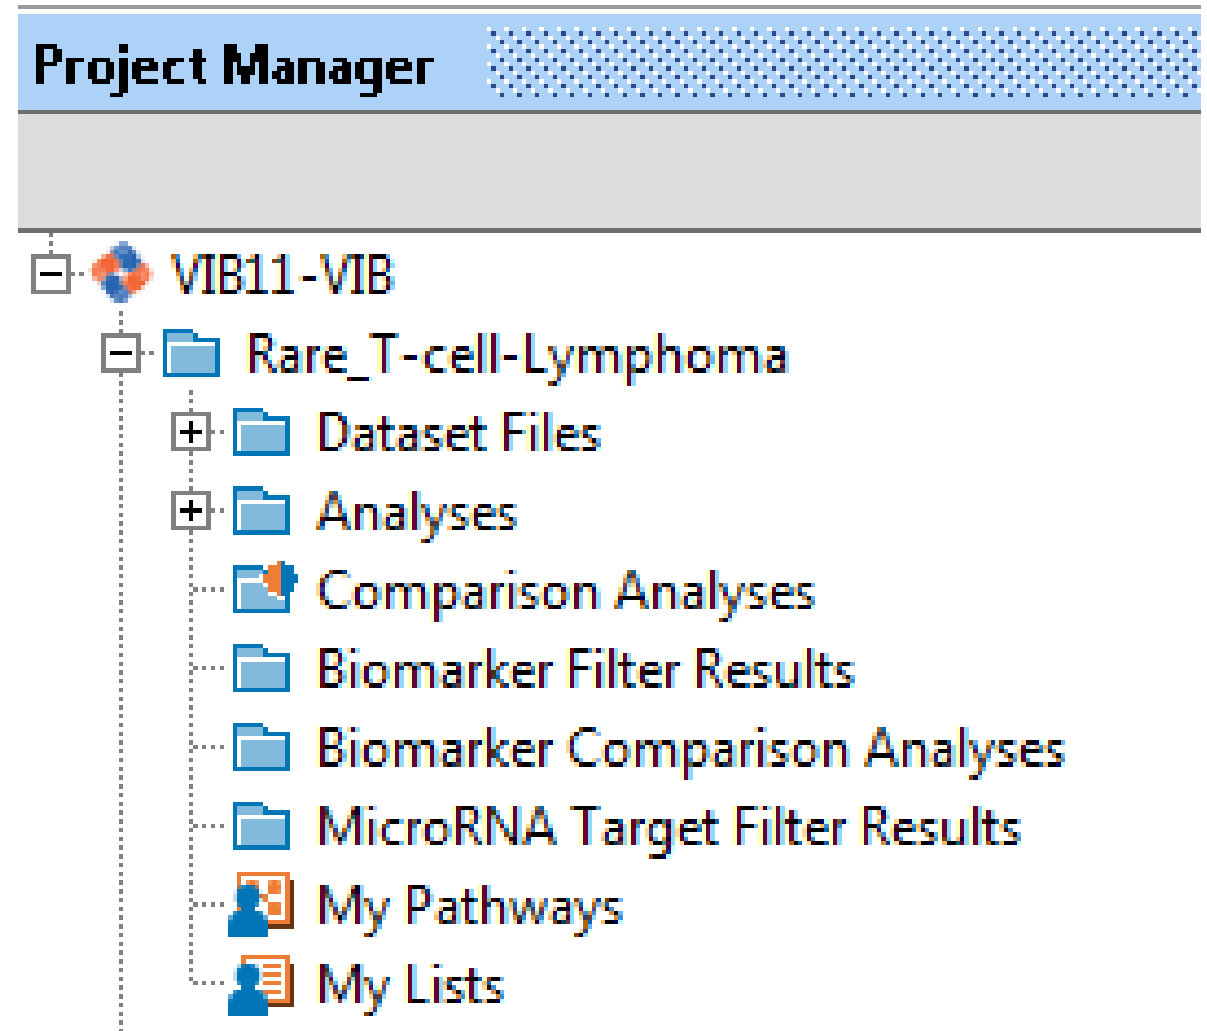 Project Manager
VIB11-VIB
Rare_T-cell-Lymphoma
Dataset Files
Analyses
Comparison Analyses
Biomarker Filter Results
Biomarker Comparison Analyses
MicroRNA Target Filter Results
My Pathways
My Lists